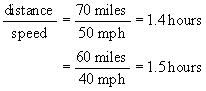 distance / speed = 70 miles / 50 mph = 1.4 hours
= 60 miles / 40 mph = 1.5 hours